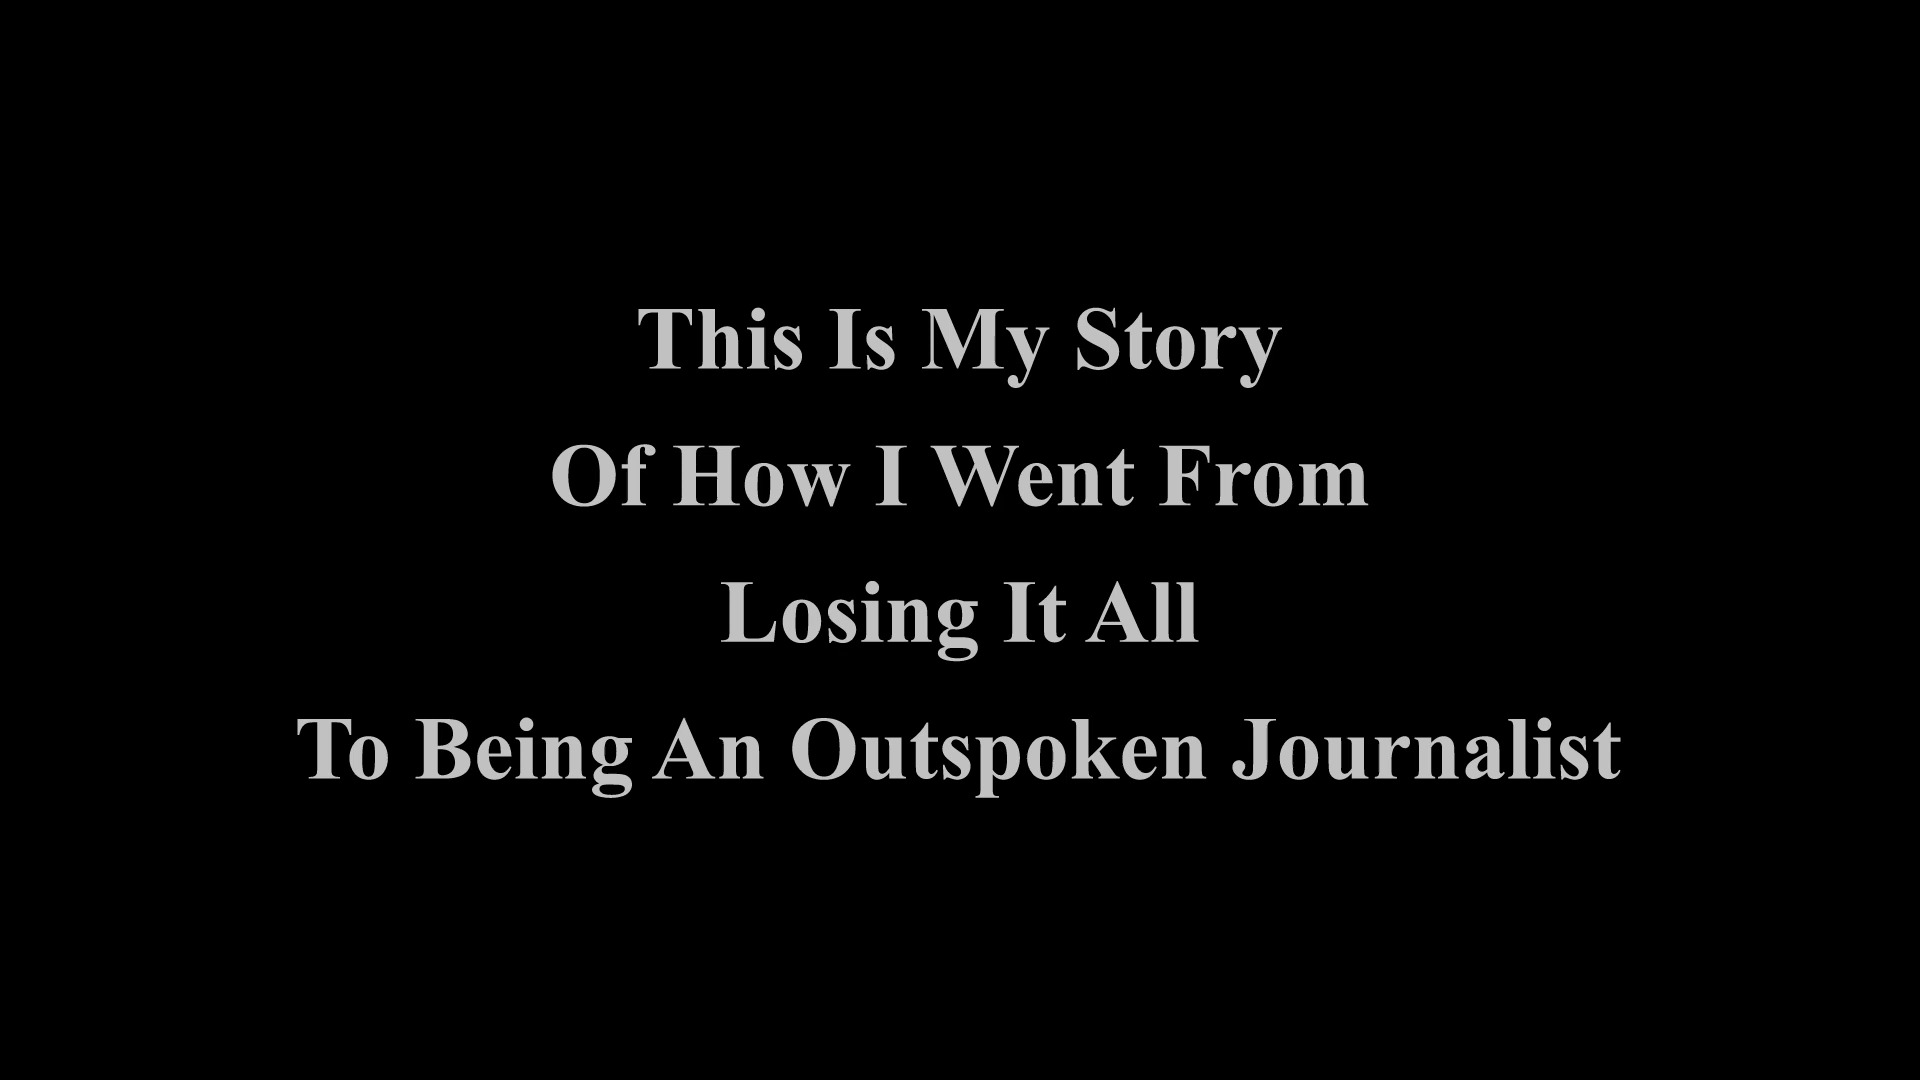 This Is My Story
Of How I Went From
Losing It All
To Being An Outspoken Journalist